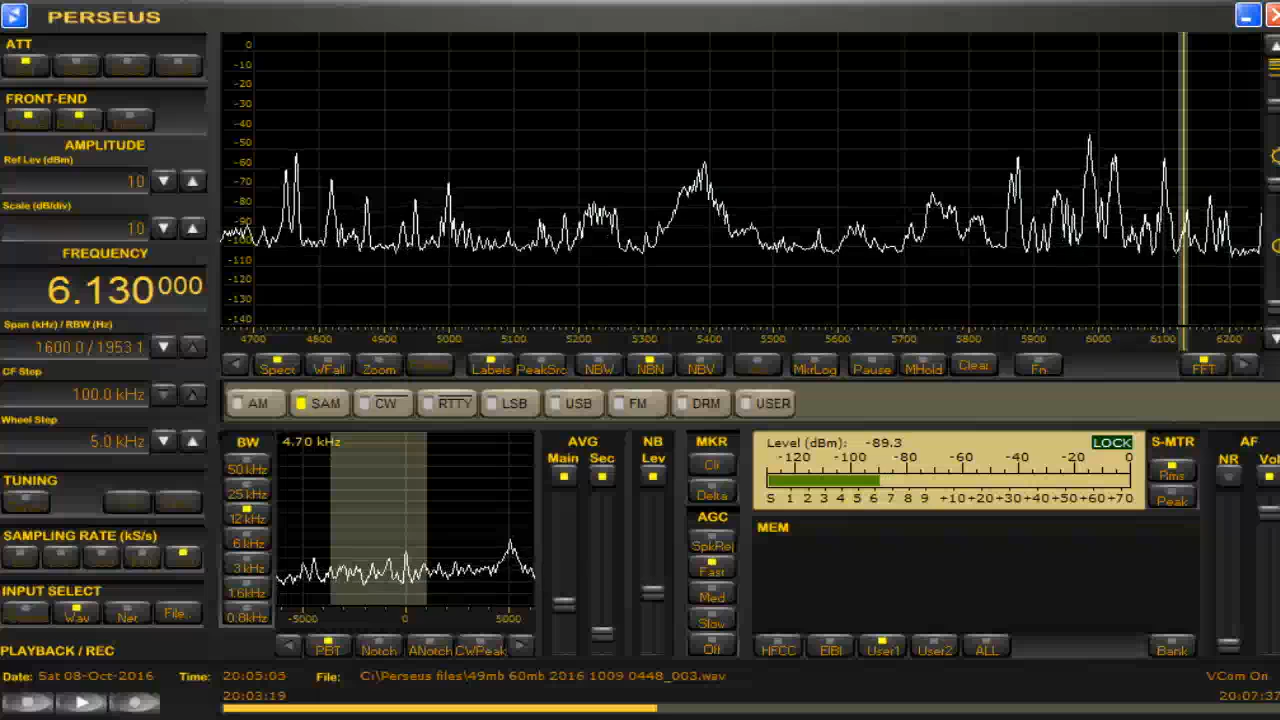 PERSEUS
ATT
FRONT-END
AMPLITUDE
Ref Lev (dBm)
10
Scale (dB/div)
10
FREQUENCY
6.130000
Span (kHz) / RBW (Hz)
1600.0 / 1953.1
CF Step
100.0 kHz
Wheel Step
5.0 kHz
TUNING
SAMPLING RATE (kS/s)
INPUT SELECT
Wav Net File..
PLAYBACK / REC
0
-10
-20
-30
-40
-50
-60
-70
-80
-90
-100
-110
-120
-130
-140
4700 4800 4900 5000 5100 5200 5300 5400 5500 5600 5700 5800 5900 6000 6100 6200
Spect WFall Zoom Labels PeakSrc NBW NBN NBV MkrLog Pause MHold Clear Fn FFT
AM SAM CW RTTY LSB USB FM DRM USER
BW
50 kHz
25 kHz
12 kHz
6 kHz
3 kHz
1.6kHz
0.8kHz
4.70 kHz
-5000 0 5000
PBT Notch ANotch CWPeak
AVG
Main Sec
NB
Lev
MKR
Clr
Delta
AGC
SpkRej
Fast
Med
Slow
Off
Level (dBm): -89.3 LOCK
-120 -100 -80 -60 -40 -20 0
S 1 2 3 4 5 6 7 8 9 +10+20+30+40+50+60+70
S-MTR
Rms
Peak
AF
NR Vol
MEM
HFCC EIBI User1 User2 ALL Bank
Date: Sat 08-Oct-2016 Time: 20:05:05 File: C:\Perseus files\49mb 60mb 2016 1009 0448_003.wav VCom On
20:03:19 20:07:37